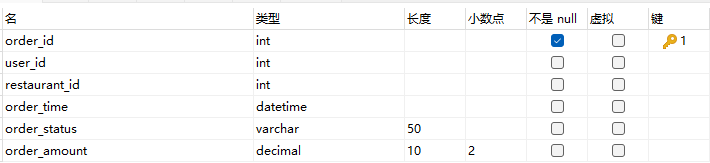 名 类型 长度 小数点 不是 null 虚拟 键
order_id int 1
user_id int
restaurant_id int
order_time datetime
order_status varchar 50
order_amount decimal 10 2